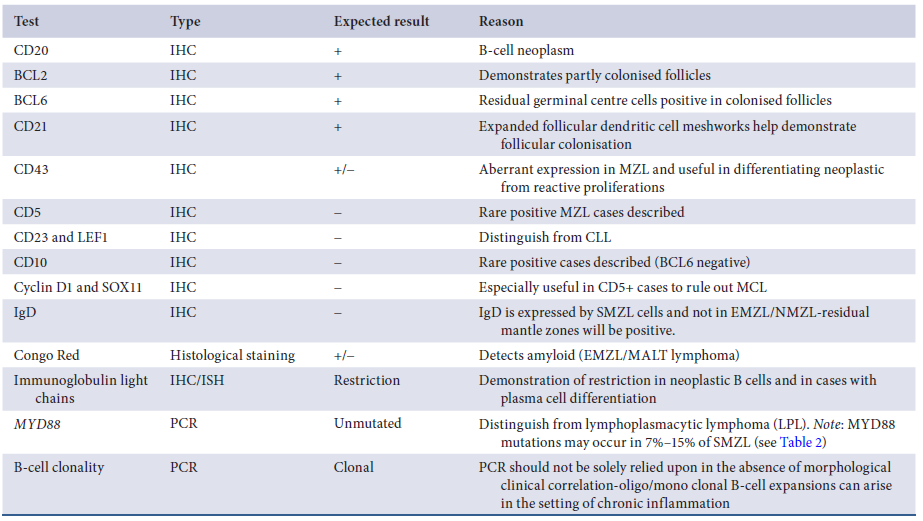 Test Type Expected result Reason
CD20 IHC + B-cell neoplasm
BCL2 IHC + Demonstrates partly colonised follicles
BCL6 IHC + Residual germinal centre cells positive in colonised follicles
CD21 IHC + Expanded follicular dendritic cell meshworks help demonstrate
follicular colonisation
CD43 IHC +/− Aberrant expression in MZL and useful in differentiating neoplastic
from reactive proliferations
CD5 IHC − Rare positive MZL cases described
CD23 and LEF1 IHC − Distinguish from CLL
CD10 IHC − Rare positive cases described (BCL6 negative)
Cyclin D1 and SOX11 IHC − Especially useful in CD5+ cases to rule out MCL
IgD IHC − IgD is expressed by SMZL cells and not in EMZL/NMZL-residual
mantle zones will be positive.
Congo Red Histological staining +/− Detects amyloid (EMZL/MALT lymphoma)
Immunoglobulin light IHC/ISH Restriction Demonstration of restriction in neoplastic B cells and in cases with
chains plasma cell differentiation
MYD88 PCR Unmutated Distinguish from lymphoplasmacytic lymphoma (LPL). Note: MYD88
mutations may occur in 7%–15% of SMZL (see Table 2)
B-cell clonality PCR Clonal PCR should not be solely relied upon in the absence of morphological
clinical correlation-oligo/mono clonal B-cell expansions can arise
in the setting of chronic inflammation